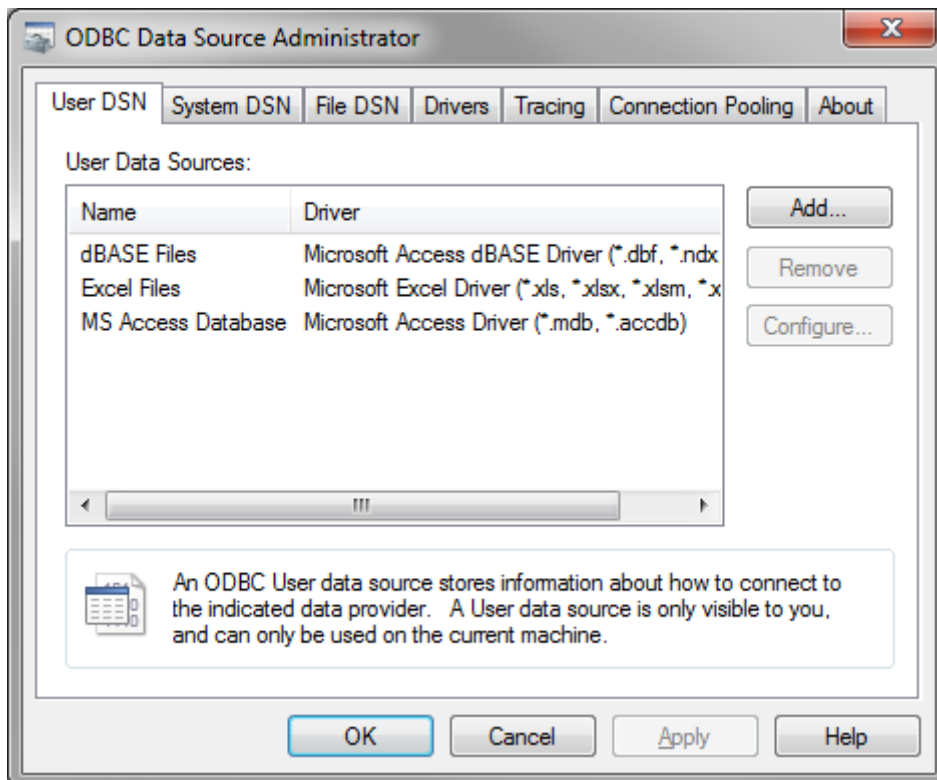 ODBC Data Source Administrator
User DSN System DSN File DSN Drivers Tracing Connection Pooling About
User Data Sources:
Name Driver
dBASE Files Microsoft Access dBASE Driver (*.dbf, *.ndx
Excel Files Microsoft Excel Driver (*.xls, *.xlsx, *.xlsm, *.x
MS Access Database Microsoft Access Driver (*.mdb, *.accdb)
Add...
Remove
Configure...
An ODBC User data source stores information about how to connect to
the indicated data provider. A User data source is only visible to you,
and can only be used on the current machine.
OK Cancel Apply Help